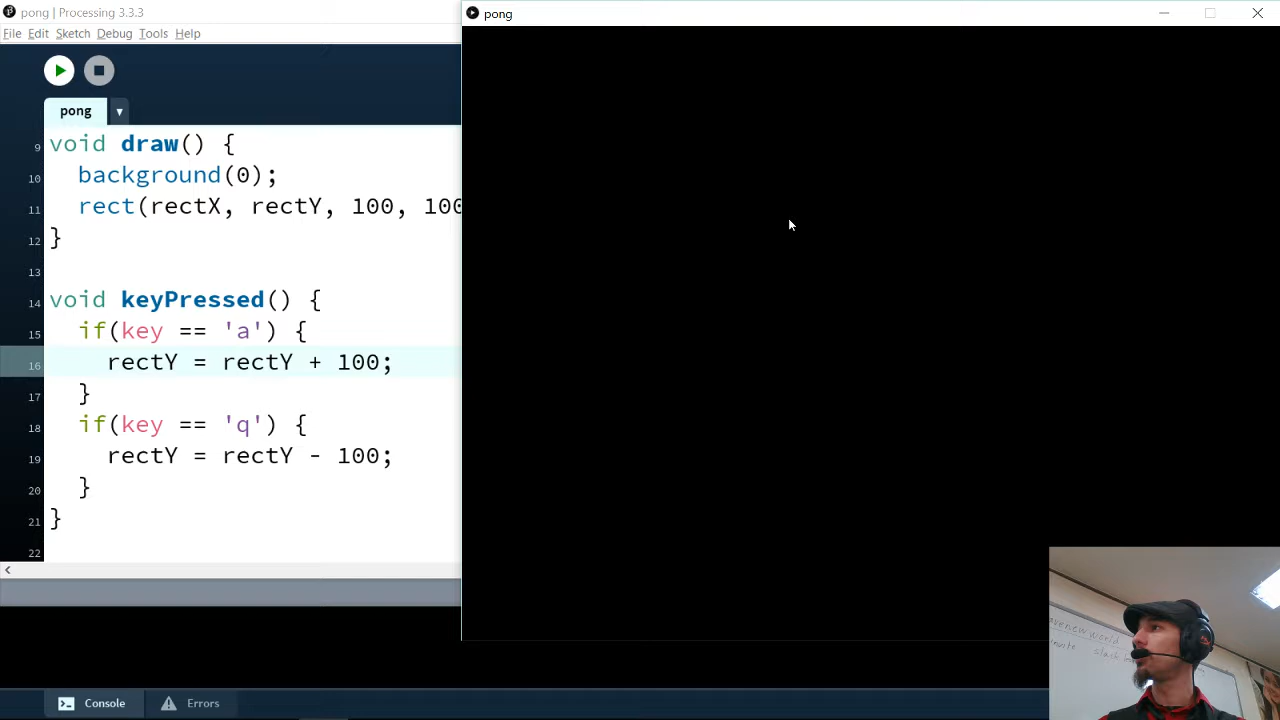 pong | Processing 3.3.3
pong
File Edit Sketch Debug Tools Help
pong
9 void draw() {
10 background(0);
11 rect(rectX, rectY, 100, 100
12 }
13
14 void keyPressed() {
15 if(key == 'a') {
16 rectY = rectY + 100;
17 }
18 if(key == 'q') {
19 rectY = rectY - 100;
20 }
21 }
22
Console Errors